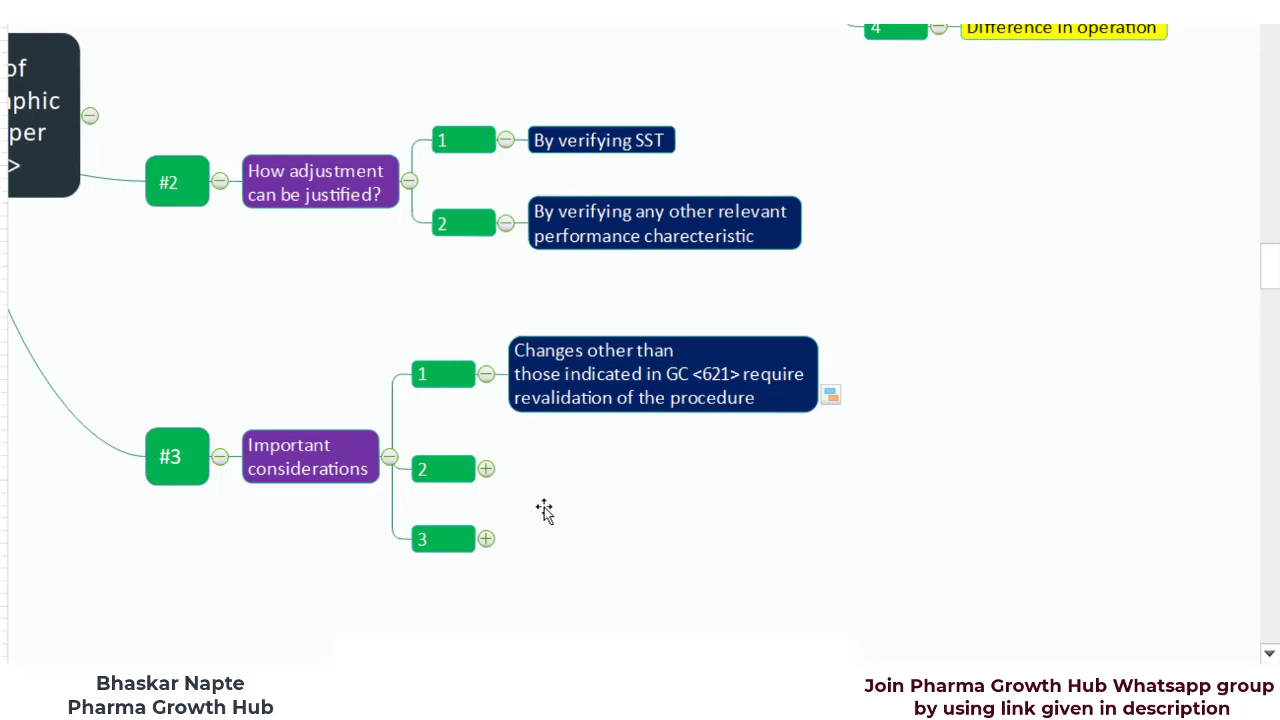 4
Difference in operation
of
per
>
#2
How adjustment
can be justified?
1
By verifying SST
2
By verifying any other relevant
performance charecteristic
#3
Important
considerations
1
Changes other than
those indicated in GC <621> require
revalidation of the procedure
2
3
Bhaskar Napte
Pharma Growth Hub
Join Pharma Growth Hub Whatsapp group
by using link given in description